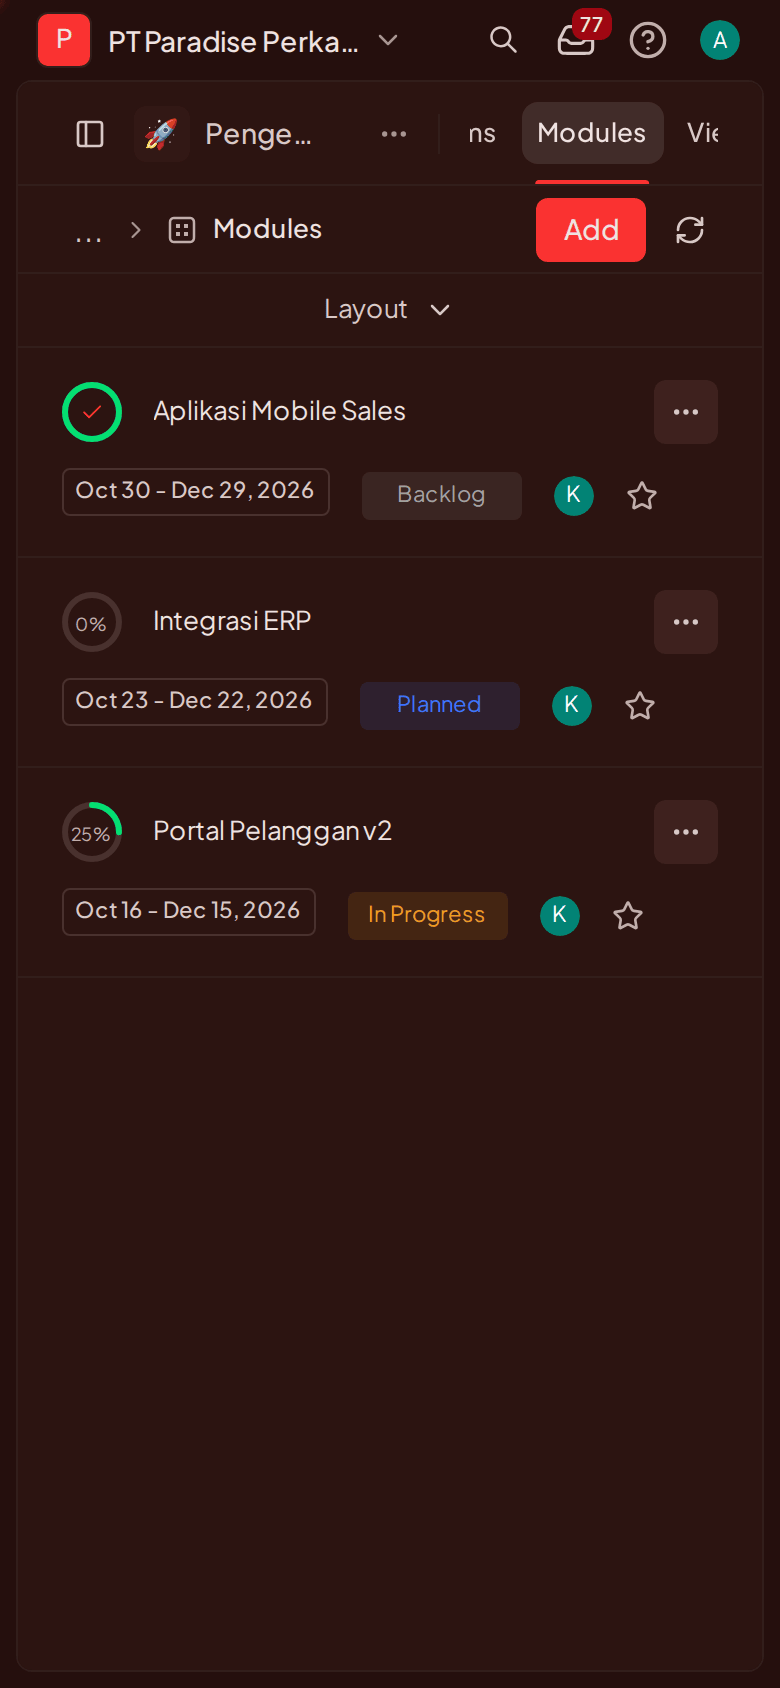 P PT Paradise Perka... 77 A
Penge... ns Modules Vie
... Modules Add
Layout
Aplikasi Mobile Sales
Oct 30 - Dec 29, 2026 Backlog K
0% Integrasi ERP
Oct 23 - Dec 22, 2026 Planned K
25% Portal Pelanggan v2
Oct 16 - Dec 15, 2026 In Progress K